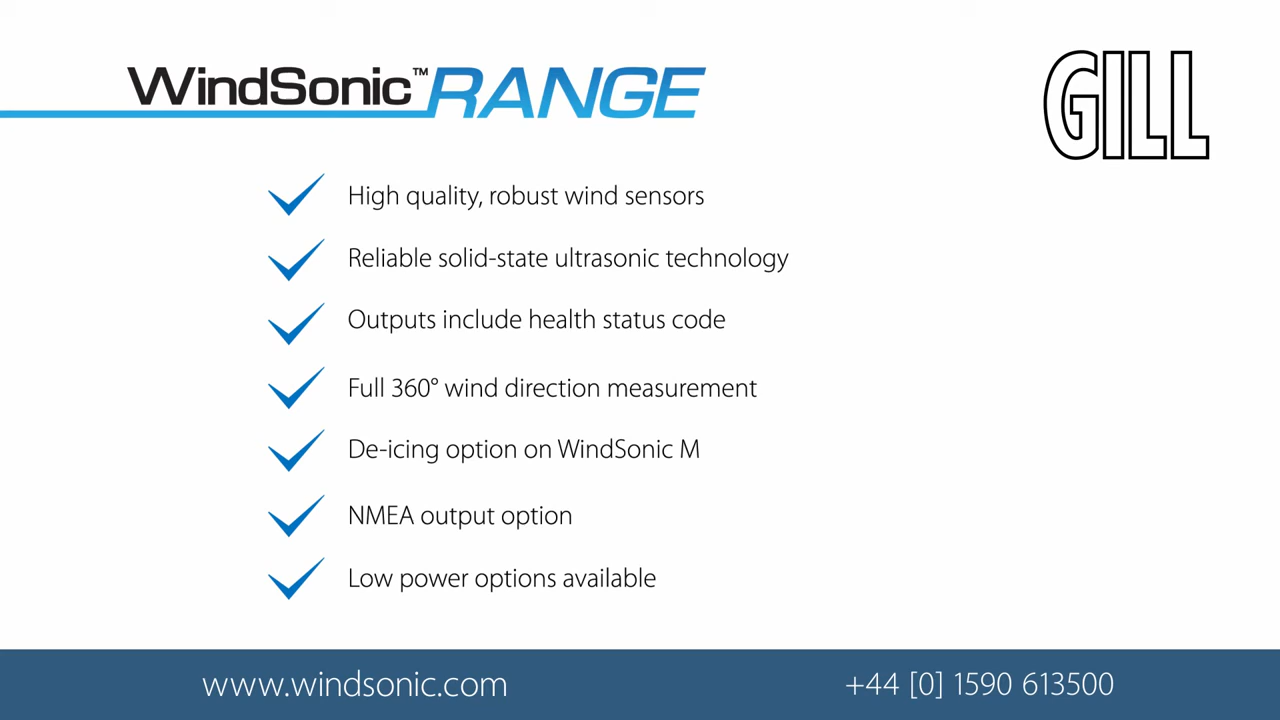 WindSonic™ RANGE
GILL
High quality, robust wind sensors
Reliable solid-state ultrasonic technology
Outputs include health status code
Full 360° wind direction measurement
De-icing option on WindSonic M
NMEA output option
Low power options available
www.windsonic.com
+44 [0] 1590 613500